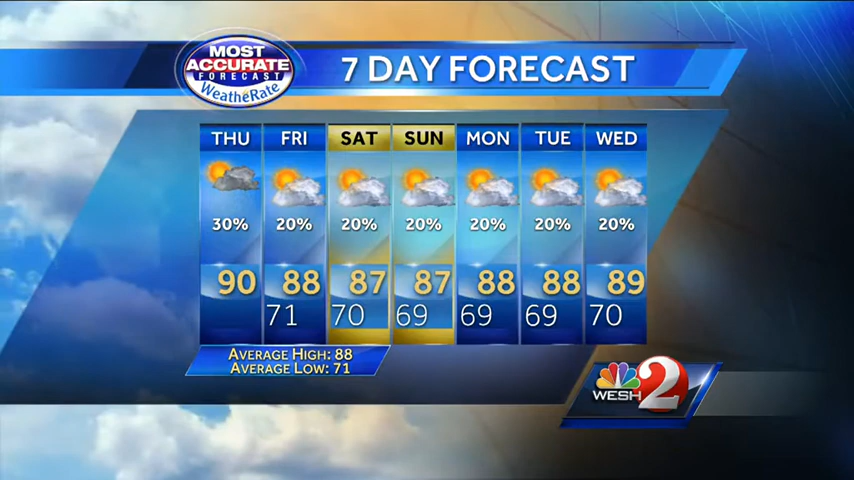 MOST
ACCURATE
FORECAST
WeatheRate
7 DAY FORECAST
THU FRI SAT SUN MON TUE WED
30% 20% 20% 20% 20% 20% 20%
90 88 87 87 88 88 89
71 70 69 69 69 70
AVERAGE HIGH: 88
AVERAGE LOW: 71
WESH 2